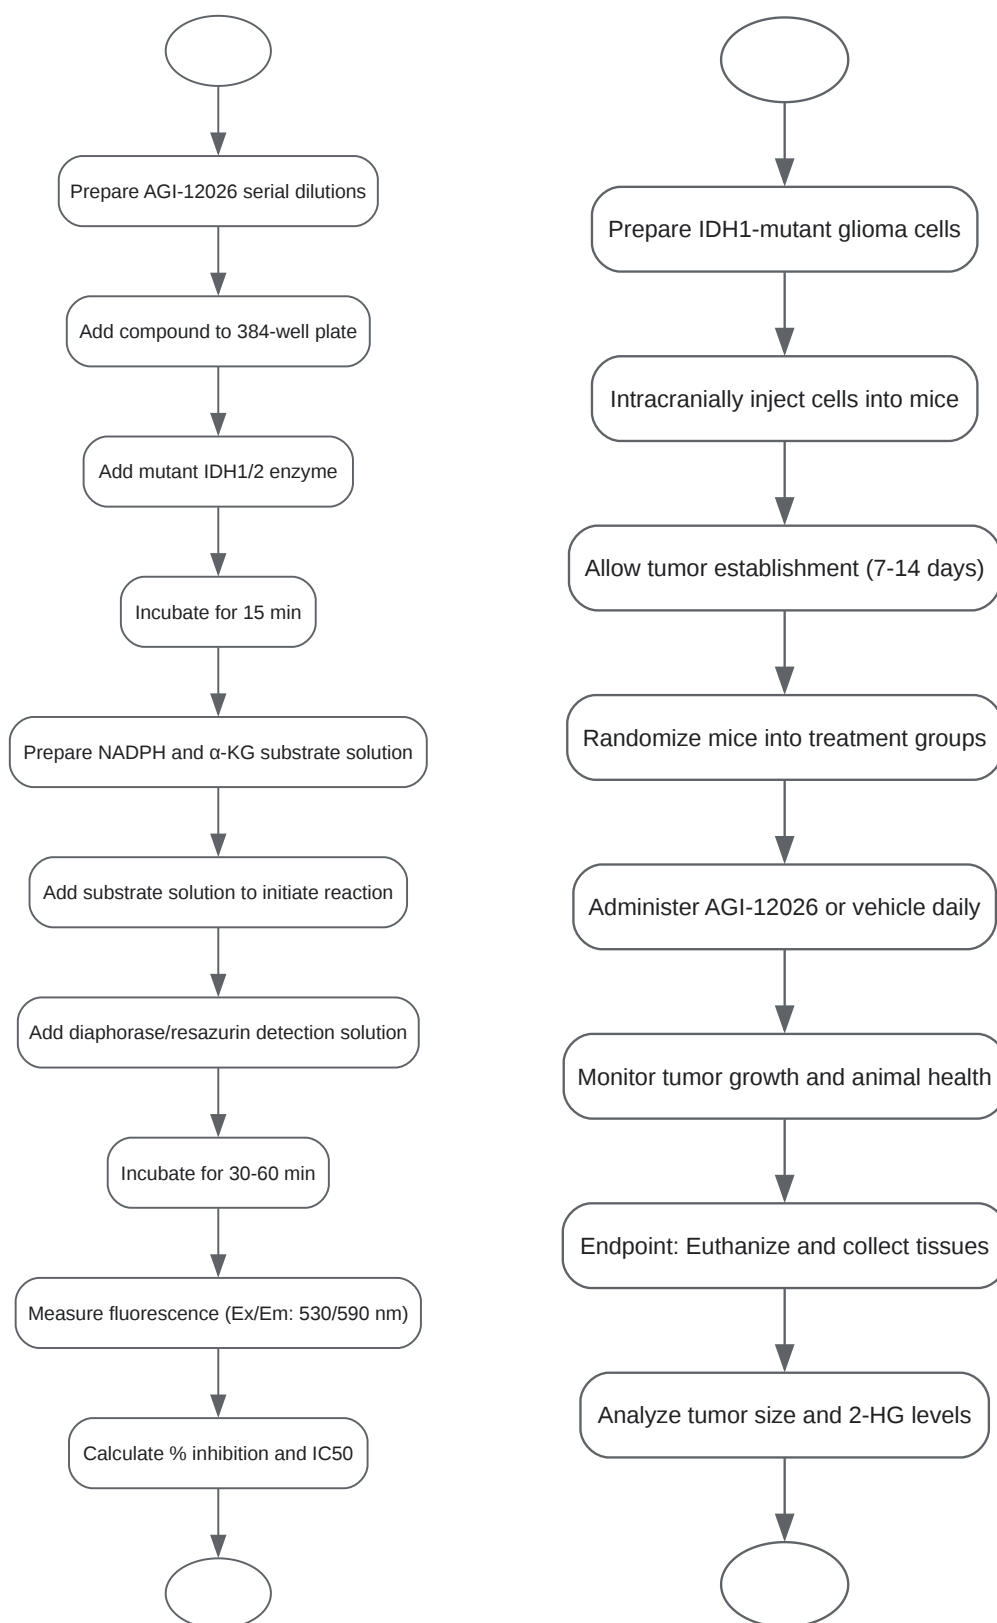 Prepare AGI-12026 serial dilutions
Add compound to 384-well plate
Add mutant IDH1/2 enzyme
Incubate for 15 min
Prepare NADPH and α-KG substrate solution
Add substrate solution to initiate reaction
Add diaphorase/resazurin detection solution
Incubate for 30-60 min
Measure fluorescence (Ex/Em: 530/590 nm)
Calculate % inhibition and IC50
Prepare IDH1-mutant glioma cells
Intracranially inject cells into mice
Allow tumor establishment (7-14 days)
Randomize mice into treatment groups
Administer AGI-12026 or vehicle daily
Monitor tumor growth and animal health
Endpoint: Euthanize and collect tissues
Analyze tumor size and 2-HG levels